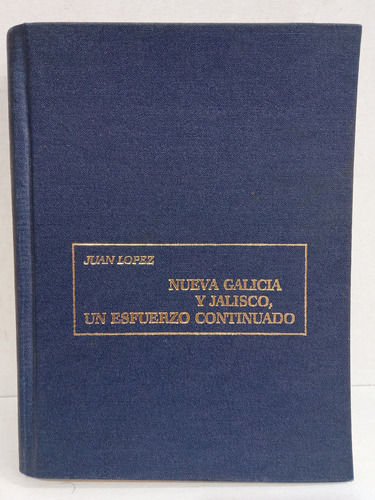 JUAN LOPEZ
NUEVA GALICIA
Y JALISCO,
UN ESFUERZO CONTINUADO